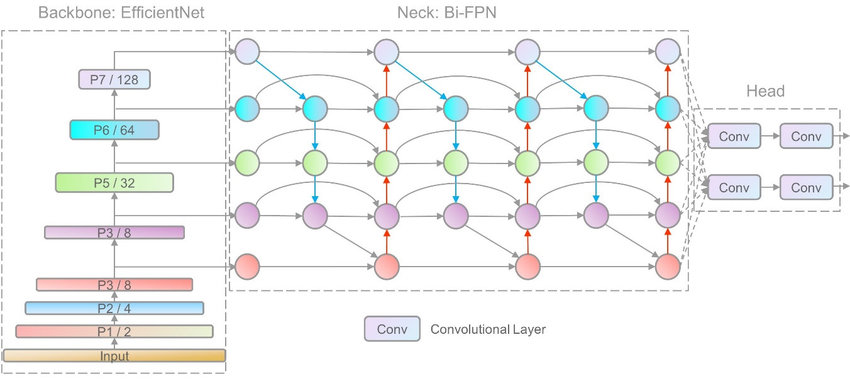 Backbone: EfficientNet
Neck: Bi-FPN
P7 / 128
P6 / 64
P5 / 32
P3 / 8
P3 / 8
P2 / 4
P1 / 2
Input
Head
Conv
Conv
Conv
Conv
Conv
Convolutional Layer